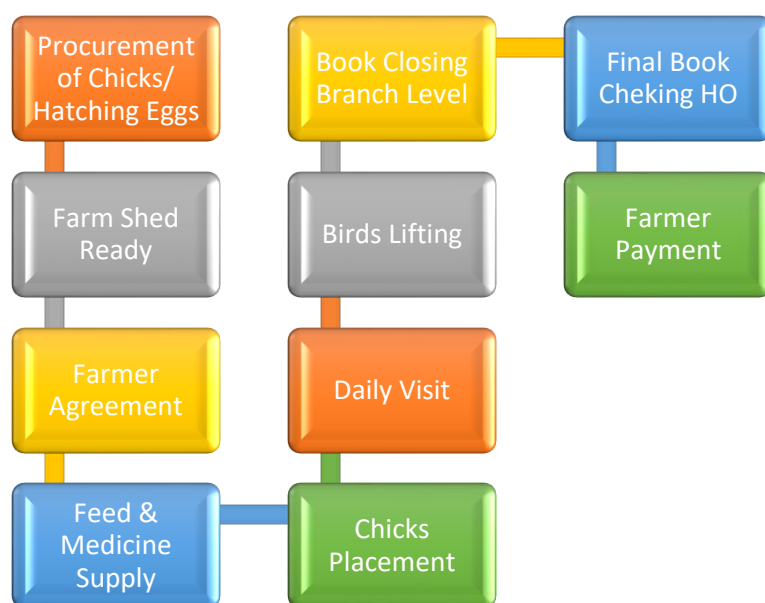 Procurement
of Chicks/
Hatching Eggs
Farm Shed
Ready
Farmer
Agreement
Feed &
Medicine
Supply
Chicks
Placement
Daily Visit
Birds Lifting
Book Closing
Branch Level
Final Book
Cheking HO
Farmer
Payment